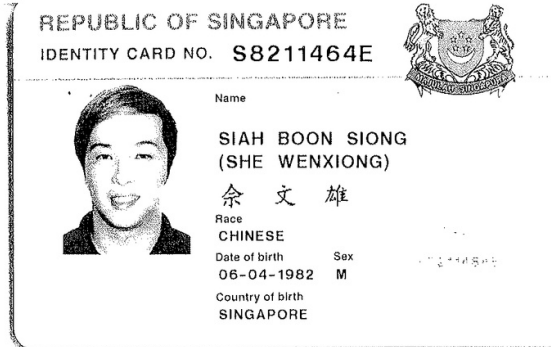 REPUBLIC OF SINGAPORE
IDENTITY CARD NO. S8211464E
Name
SIAH BOON SIONG
(SHE WENXIONG)
佘 文 雄
Race
CHINESE
Date of birth Sex
06-04-1982 M
Country of birth
SINGAPORE